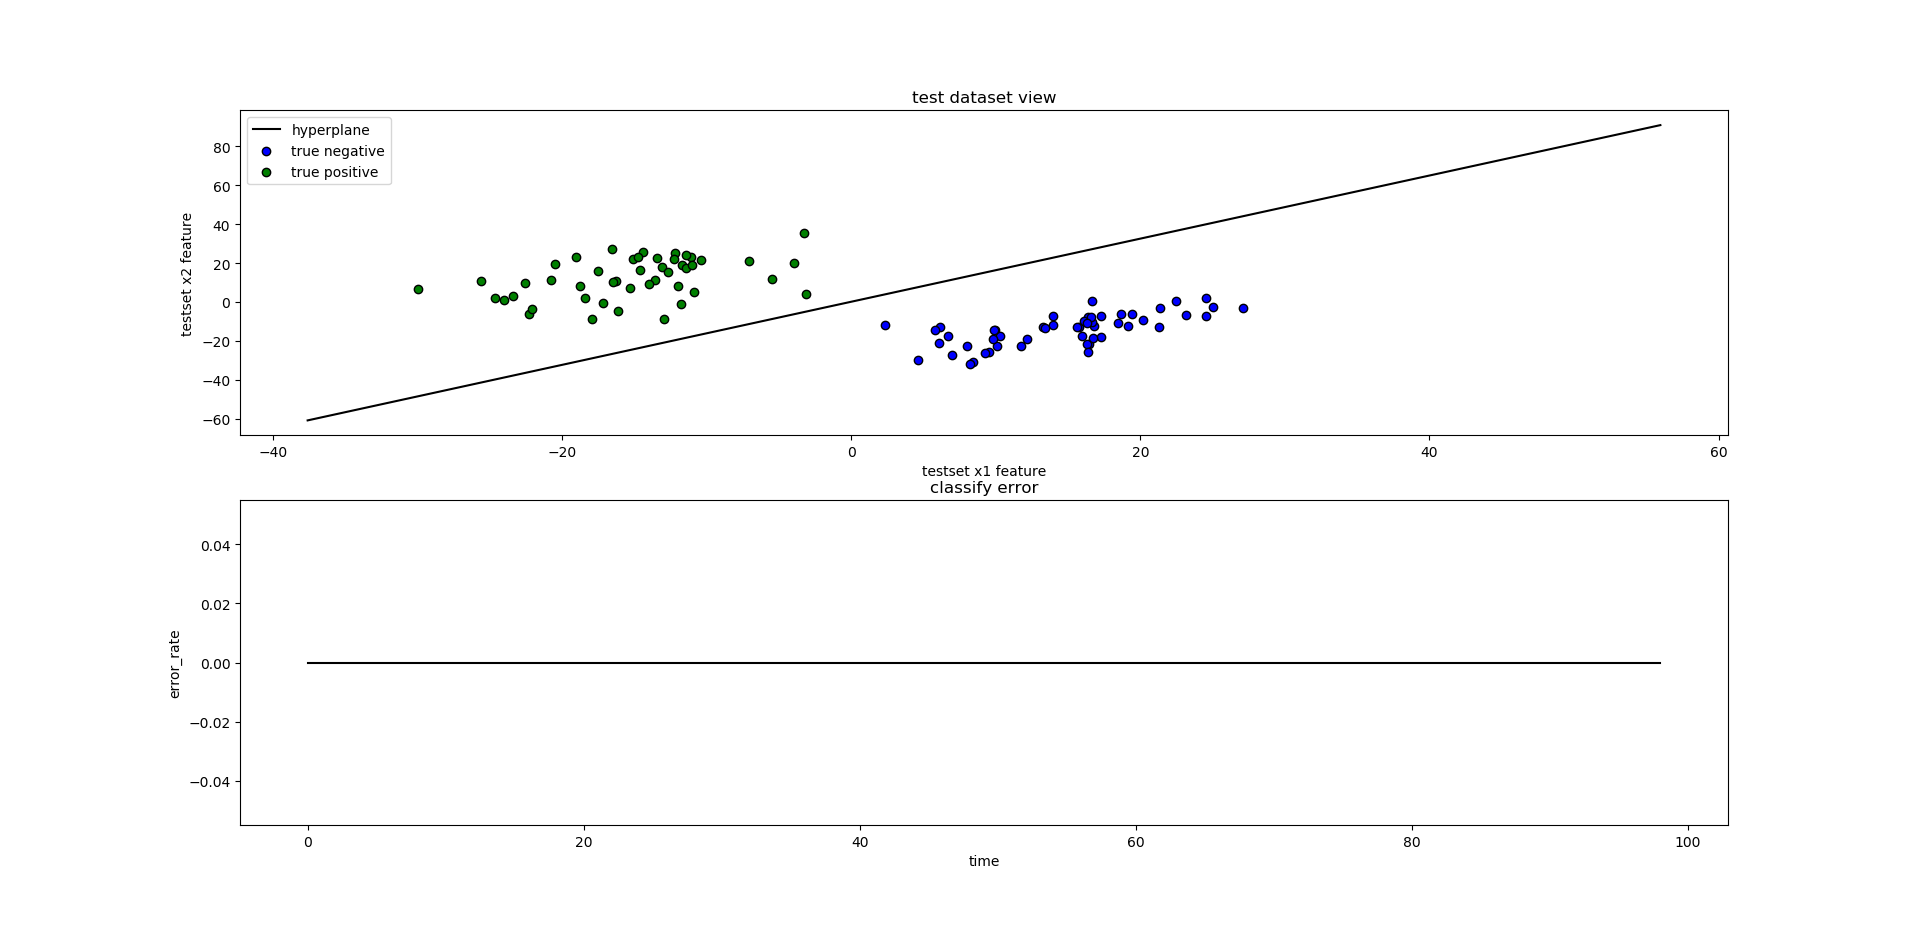 test dataset view
hyperplane
true negative
true positive
testset x2 feature
80
60
40
20
0
−20
−40
−60
−40
−20
0
20
40
60
testset x1 feature
classify error
error_rate
0.04
0.02
0.00
−0.02
−0.04
0
20
40
60
80
100
time